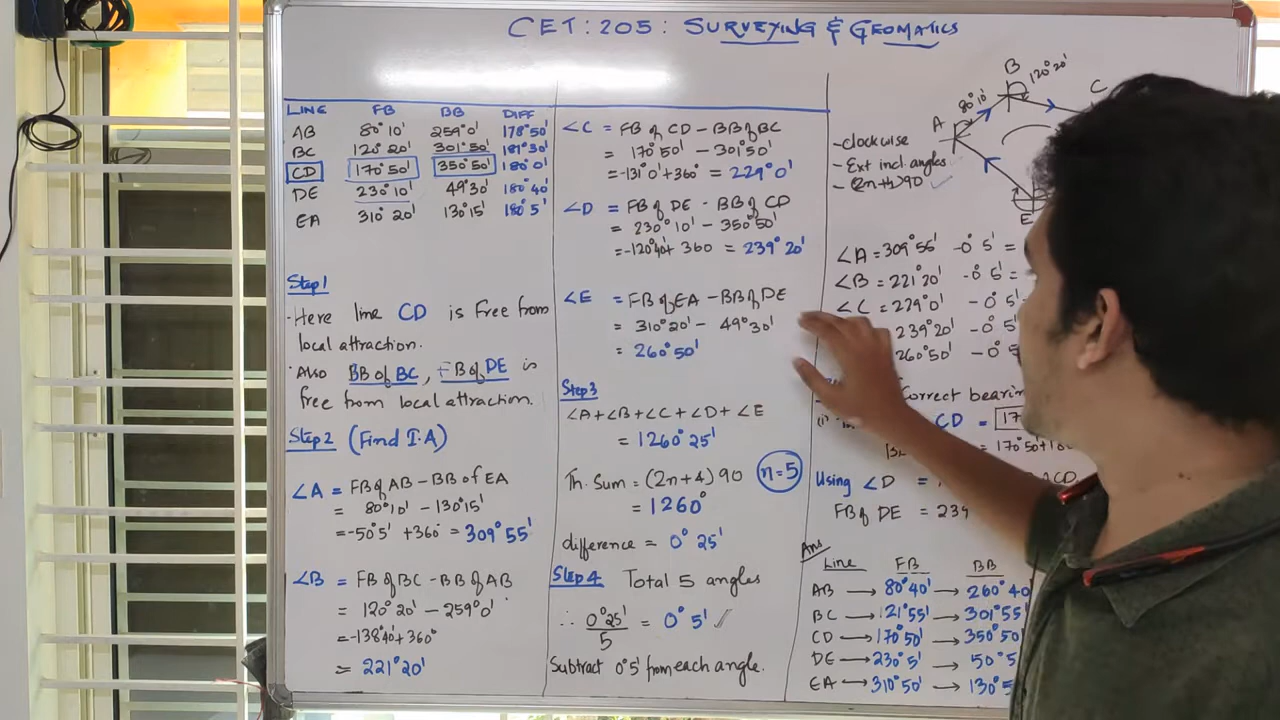 CET: 205: SURVEYING & GEOMATICS
LINE FB BB DIFF
AB 80°10' 259°0' 178°50'
BC 120°20' 301°50' 181°30'
CD 170°50' 350°50' 180°0'
DE 230°10' 49°30' 180°40'
EA 310°20' 130°15' 180°5'
Step1
·Here line CD is Free from
local attraction.
·Also BB of BC, FB of DE is
free from local attraction.
Step2 (Find I.A)
∠A = FB of AB - BB of EA
= 80°10' - 130°15'
=-50°5' +360° = 309°55'
∠B = FB of BC - BB of AB
= 120°20' - 259°0'
=-138°40'+360°
= 221°20'
∠C = FB of CD - BB of BC
= 170°50' - 301°50'
=-131°0'+360° = 229°0'
∠D = FB of DE - BB of CD
= 230°10' - 350°50'
=-120°40'+ 360 = 239°20'
∠E = FB of EA - BB of DE
= 310°20' - 49°30'
= 260°50'
Step3
∠A+∠B+∠C+∠D+∠E
= 1260°25'
Th. Sum = (2n+4)90 n=5
= 1260°
difference = 0°25'
Step4 Total 5 angles
∴ 0°25'/5 = 0°5' ✓
Subtract 0°5' from each angle.
A B C E
80°10' 120°20'
-clockwise
- Ext incl. angles
- (2n+4)90 ✓
∠A = 309°55' -0°5' =
∠B = 221°20' -0°5' =
∠C = 229°0' -0°5'
239°20' -0°5'
260°50' -0°5
Correct bearin
CD = 17
= 170°50'+180
Using ∠D =
FB of DE = 239
Ans
Line FB BB
AB → 80°40' → 260°40
BC → 121°55' → 301°55'
CD → 170°50' → 350°50
DE → 230°5' → 50°5
EA → 310°50' → 130°5